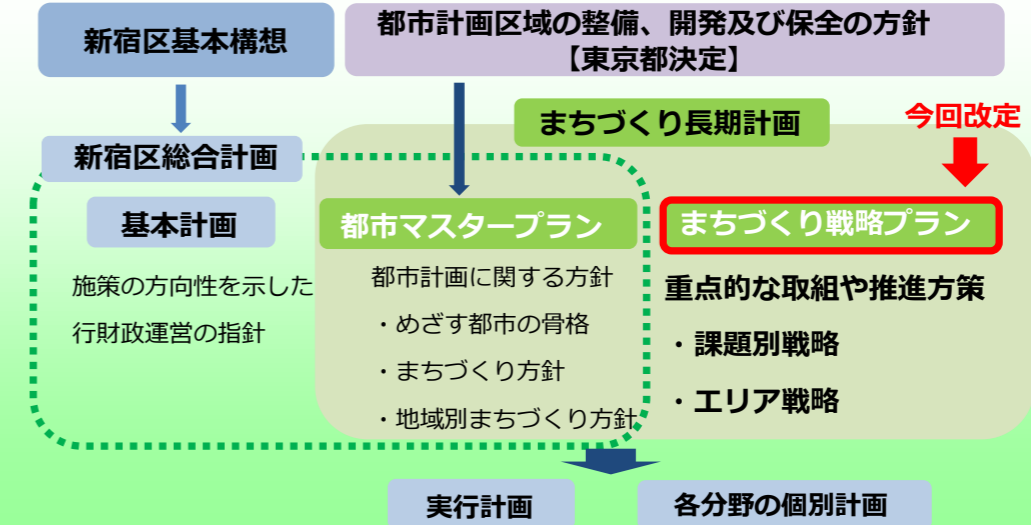 新宿区基本構想
都市計画区域の整備、開発及び保全の方針
【東京都決定】
まちづくり長期計画
今回改定
新宿区総合計画
基本計画
施策の方向性を示した
行財政運営の指針
都市マスタープラン
都市計画に関する方針
・めざす都市の骨格
・まちづくり方針
・地域別まちづくり方針
まちづくり戦略プラン
重点的な取組や推進方策
・課題別戦略
・エリア戦略
実行計画
各分野の個別計画